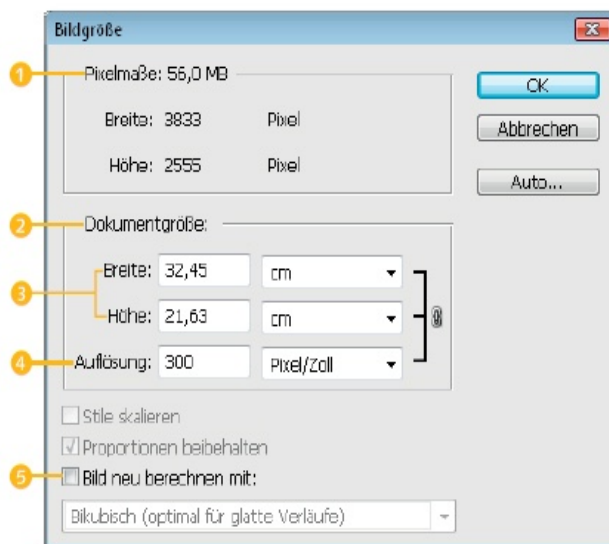 Bildgröße
1 Pixelmaße: 56,0 MB
Breite: 3833 Pixel
Höhe: 2555 Pixel
OK
Abbrechen
Auto...
2 Dokumentgröße:
3 Breite: 32,45 cm
Höhe: 21,63 cm
4 Auflösung: 300 Pixel/Zoll
Stile skalieren
Proportionen beibehalten
5 Bild neu berechnen mit:
Bikubisch (optimal für glatte Verläufe)